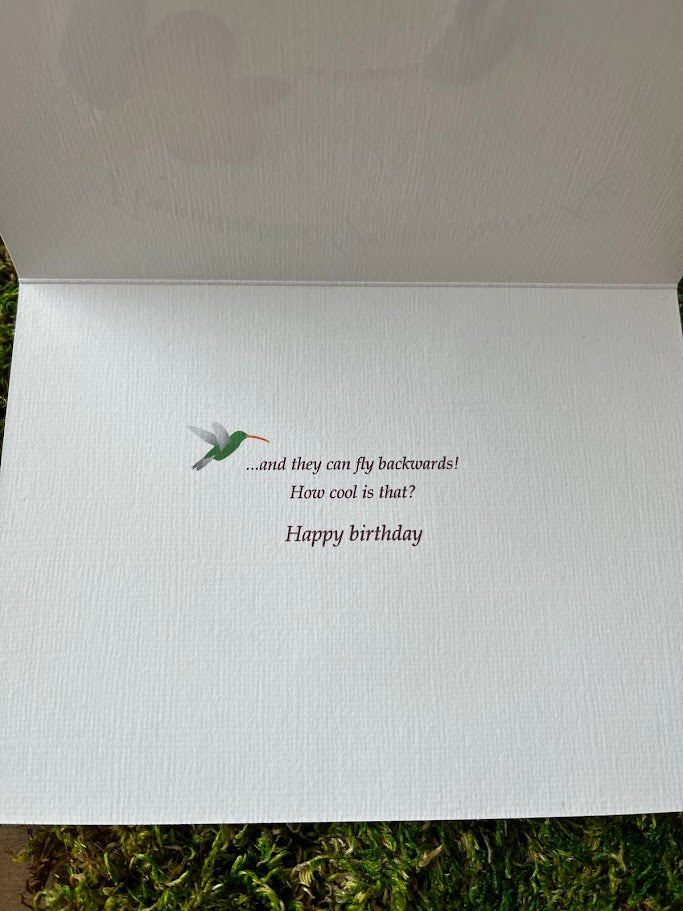 ...and they can fly backwards!
How cool is that?
Happy birthday